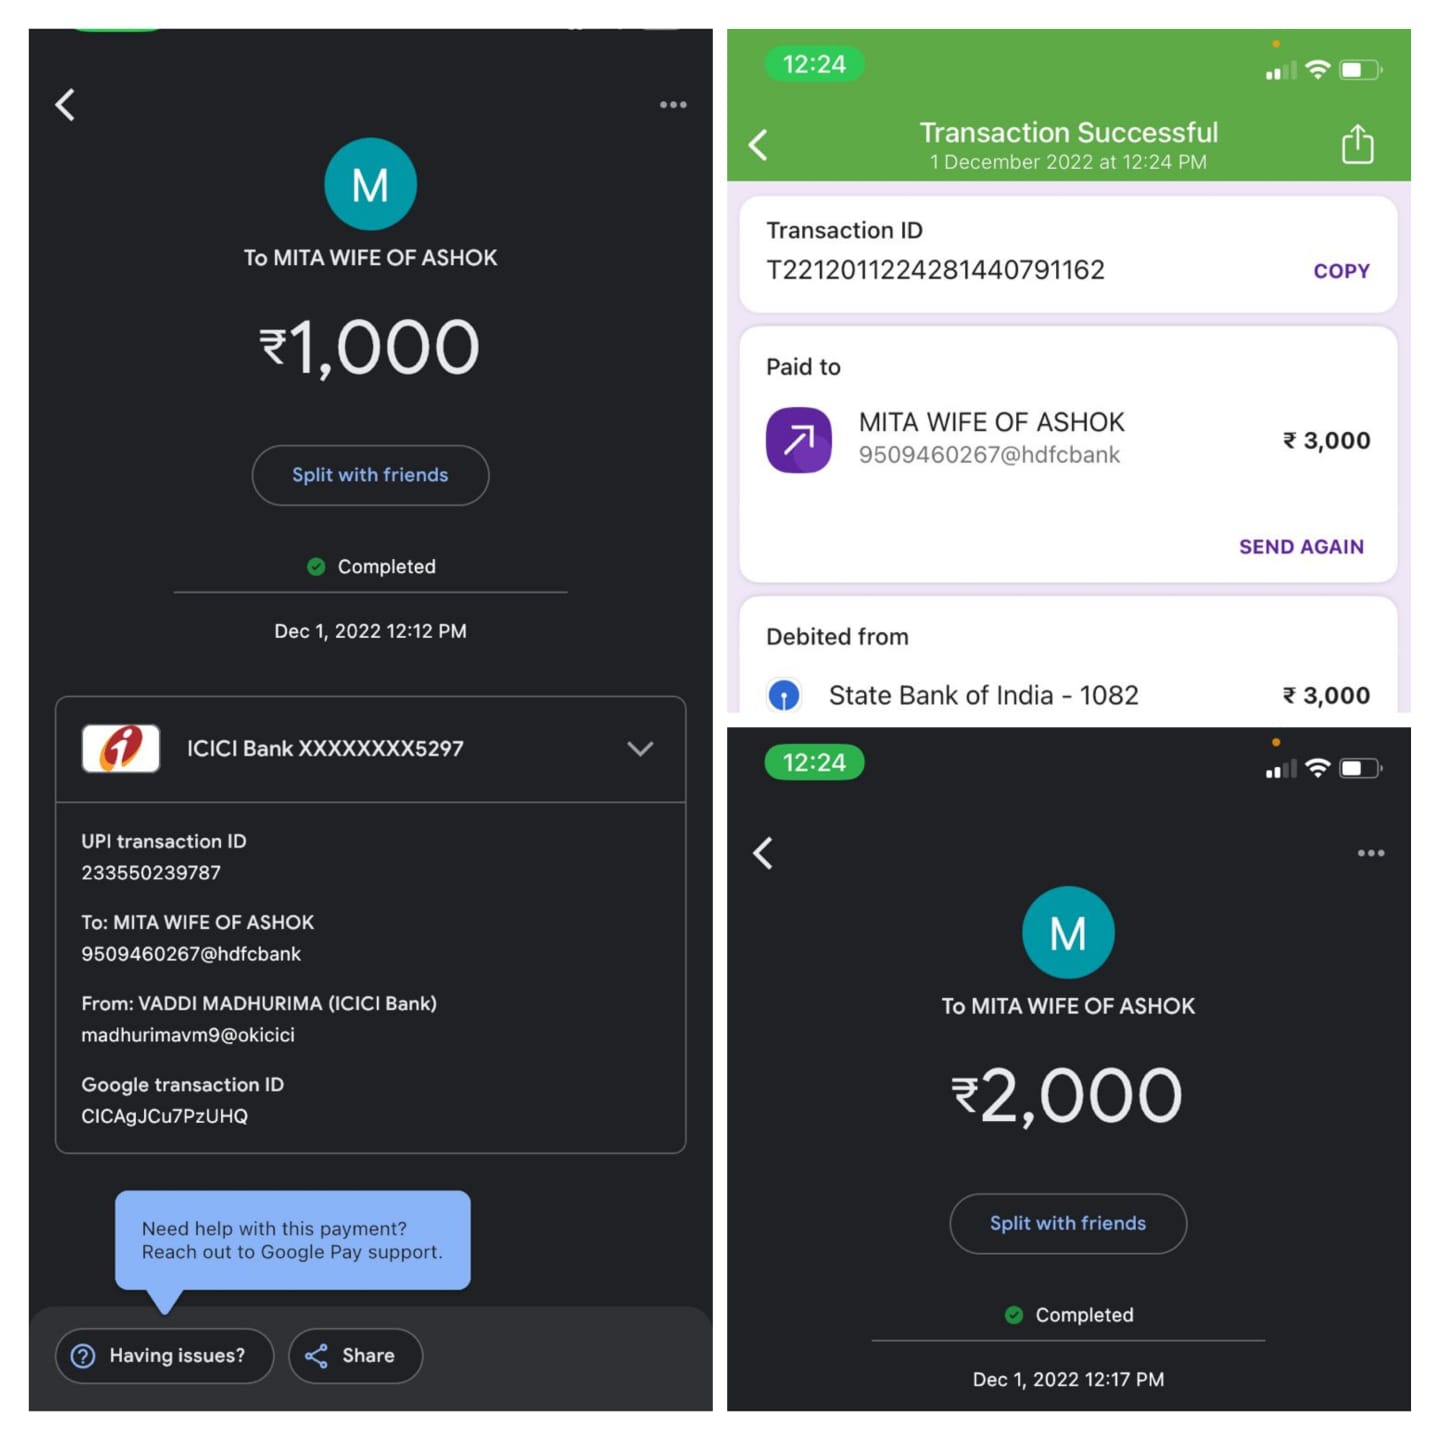 M
To MITA WIFE OF ASHOK
₹1,000
Split with friends
Completed
Dec 1, 2022 12:12 PM
ICICI Bank XXXXXXXX5297
UPI transaction ID
233550239787
To: MITA WIFE OF ASHOK
9509460267@hdfcbank
From: VADDI MADHURIMA (ICICI Bank)
madhurimavm9@okicici
Google transaction ID
CICAgJCu7PzUHQ
Need help with this payment?
Reach out to Google Pay support.
Having issues?
Share
12:24
Transaction Successful
1 December 2022 at 12:24 PM
Transaction ID
T2212011224281440791162
COPY
Paid to
MITA WIFE OF ASHOK
9509460267@hdfcbank
₹ 3,000
SEND AGAIN
Debited from
State Bank of India - 1082
₹ 3,000
12:24
M
To MITA WIFE OF ASHOK
₹2,000
Split with friends
Completed
Dec 1, 2022 12:17 PM